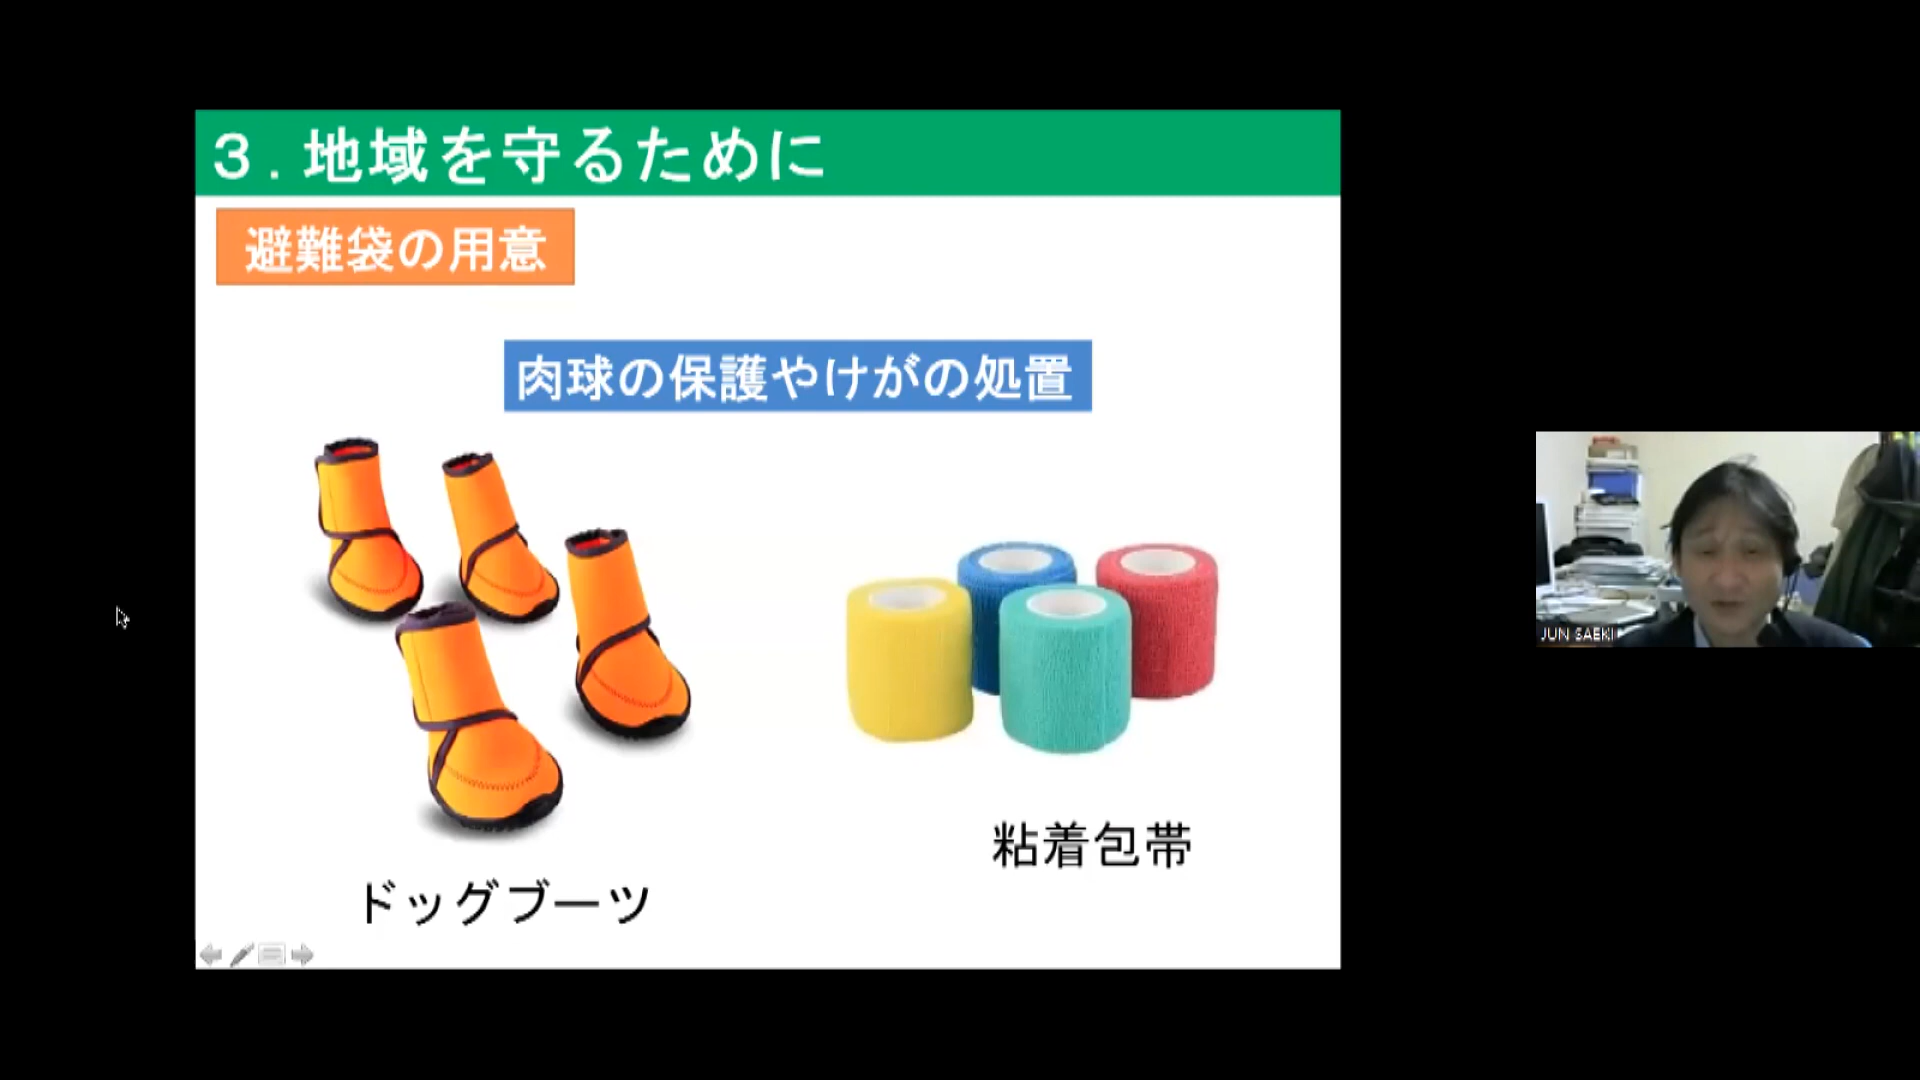 ３．地域を守るために
避難袋の用意
肉球の保護やけがの処置
粘着包帯
ドッグブーツ
JUN SAEKI